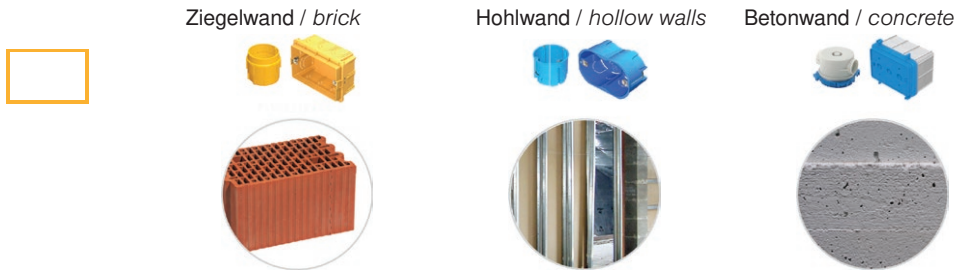 Ziegelwand / brick
Hohlwand / hollow walls
Betonwand / concrete